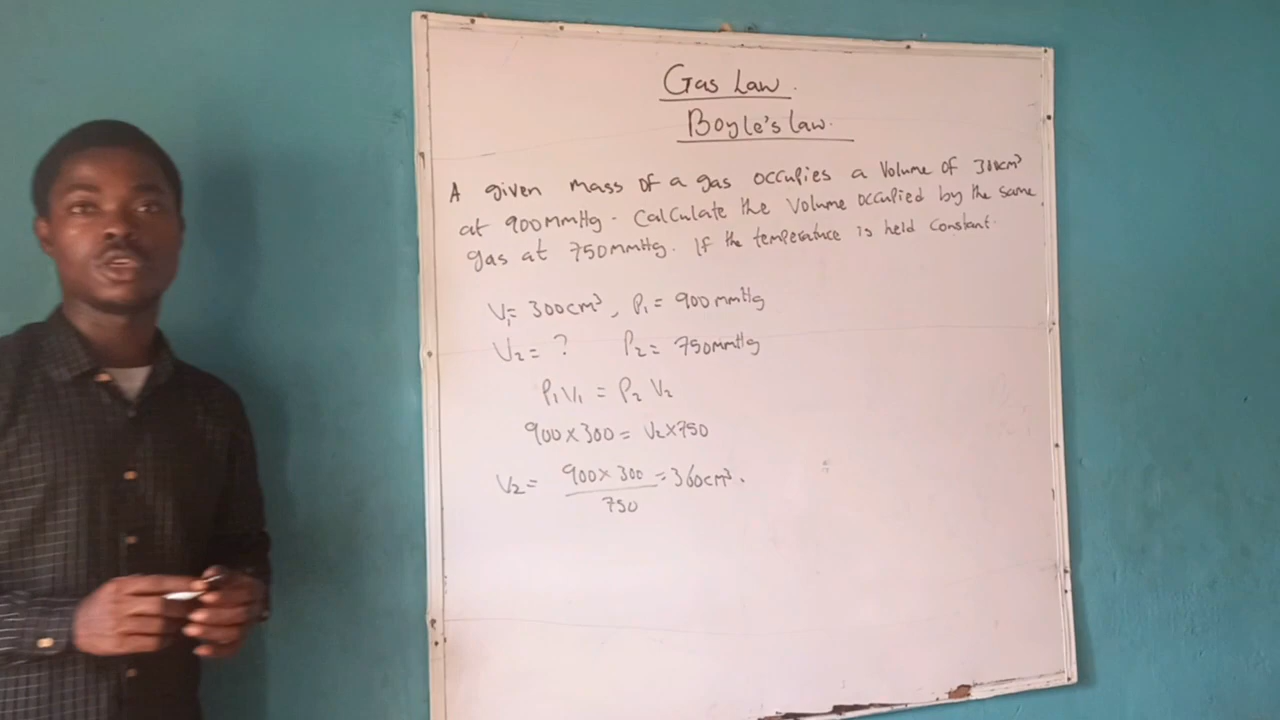 Gas Law.
Boyle's law.
A given mass of a gas occupies a Volume of 300cm³
at 900mmHg. Calculate the Volume occupied by the same
gas at 750mmHg. If the temperature is held constant.
V₁= 300cm³, P₁ = 900mmHg
V₂ = ? P₂ = 750mmHg
P₁V₁ = P₂ V₂
900×300 = V₂×750
V₂ = 900×300 = 360cm³.
750